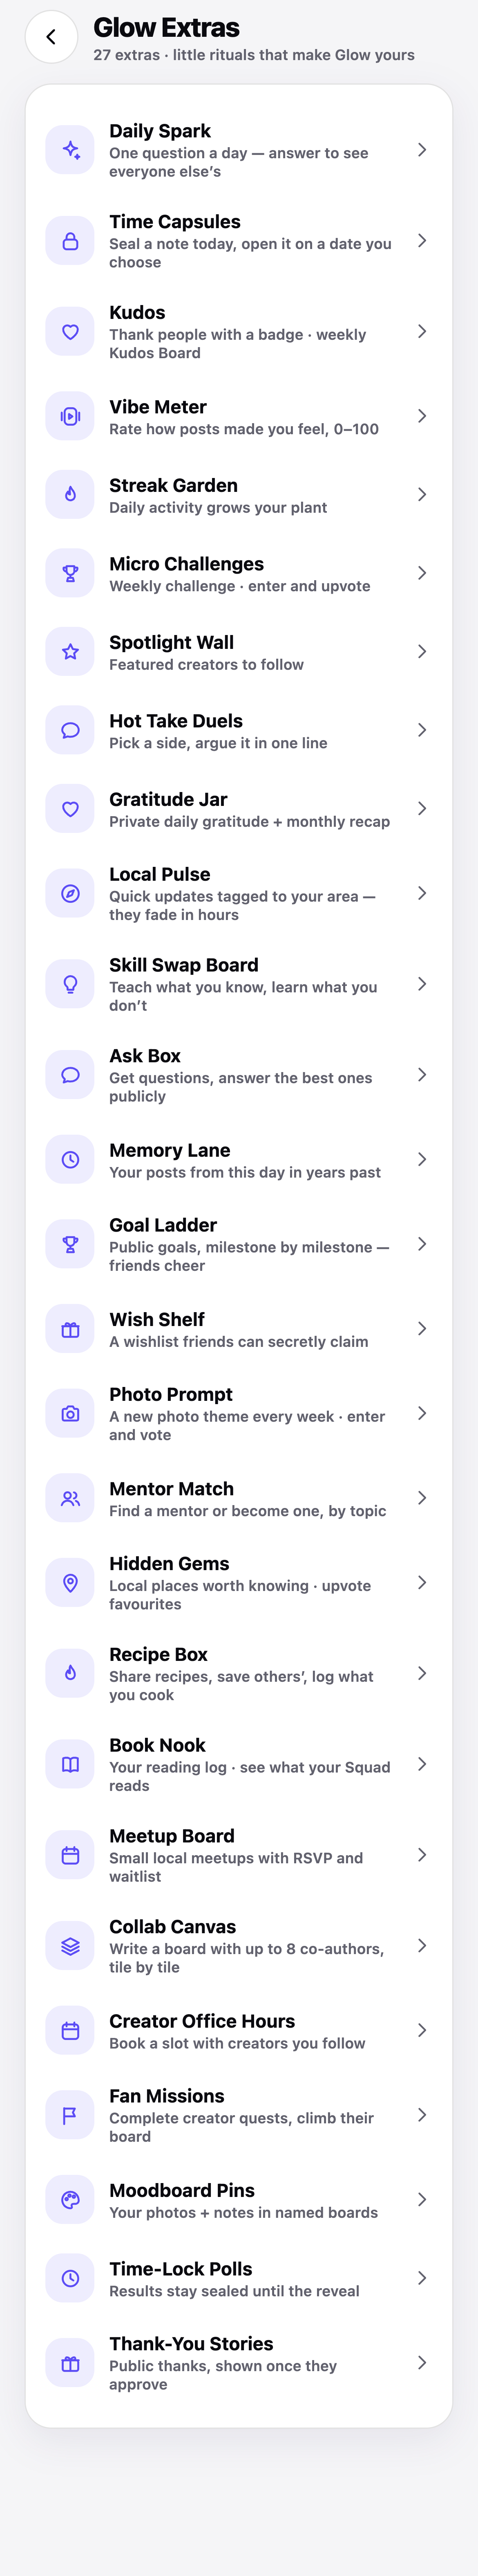 Glow Extras
27 extras · little rituals that make Glow yours
Daily Spark
One question a day — answer to see
everyone else’s
Time Capsules
Seal a note today, open it on a date you
choose
Kudos
Thank people with a badge · weekly
Kudos Board
Vibe Meter
Rate how posts made you feel, 0–100
Streak Garden
Daily activity grows your plant
Micro Challenges
Weekly challenge · enter and upvote
Spotlight Wall
Featured creators to follow
Hot Take Duels
Pick a side, argue it in one line
Gratitude Jar
Private daily gratitude + monthly recap
Local Pulse
Quick updates tagged to your area —
they fade in hours
Skill Swap Board
Teach what you know, learn what you
don’t
Ask Box
Get questions, answer the best ones
publicly
Memory Lane
Your posts from this day in years past
Goal Ladder
Public goals, milestone by milestone —
friends cheer
Wish Shelf
A wishlist friends can secretly claim
Photo Prompt
A new photo theme every week · enter
and vote
Mentor Match
Find a mentor or become one, by topic
Hidden Gems
Local places worth knowing · upvote
favourites
Recipe Box
Share recipes, save others’, log what
you cook
Book Nook
Your reading log · see what your Squad
reads
Meetup Board
Small local meetups with RSVP and
waitlist
Collab Canvas
Write a board with up to 8 co-authors,
tile by tile
Creator Office Hours
Book a slot with creators you follow
Fan Missions
Complete creator quests, climb their
board
Moodboard Pins
Your photos + notes in named boards
Time-Lock Polls
Results stay sealed until the reveal
Thank-You Stories
Public thanks, shown once they
approve